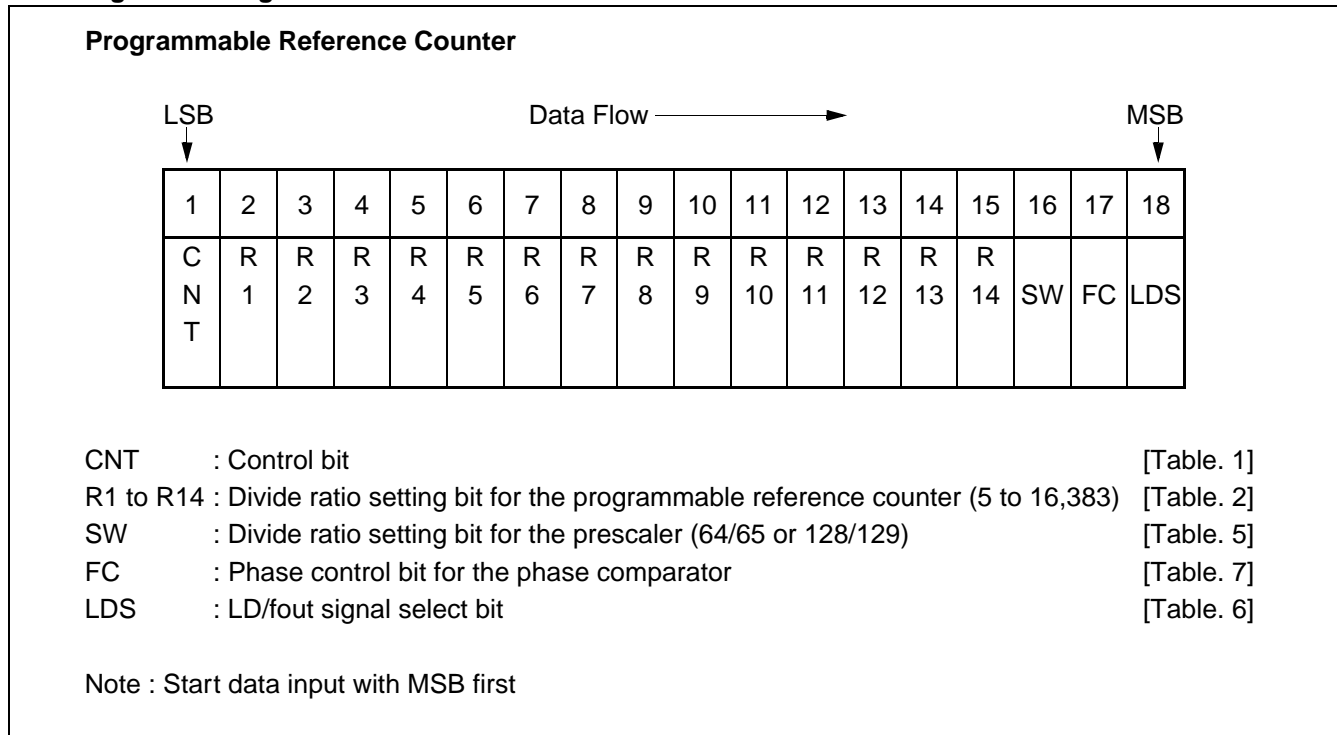 Programmable Reference Counter
LSB Data Flow MSB
1 2 3 4 5 6 7 8 9 10 11 12 13 14 15 16 17 18
C R R R R R R R R R R R R R R
N 1 2 3 4 5 6 7 8 9 10 11 12 13 14 SW FC LDS
T
CNT : Control bit [Table. 1]
R1 to R14 : Divide ratio setting bit for the programmable reference counter (5 to 16,383) [Table. 2]
SW : Divide ratio setting bit for the prescaler (64/65 or 128/129) [Table. 5]
FC : Phase control bit for the phase comparator [Table. 7]
LDS : LD/fout signal select bit [Table. 6]
Note : Start data input with MSB first